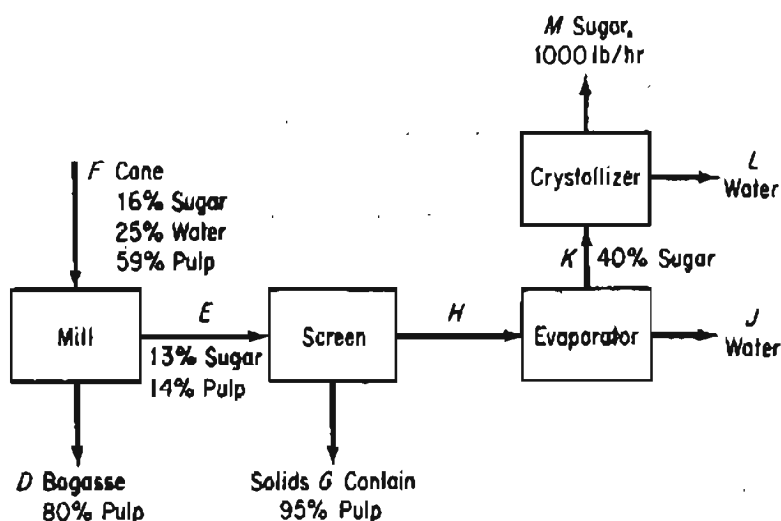 M Sugar,
1000 lb/hr
F Cane
16% Sugar
25% Water
59% Pulp
Crystallizer
L
Water
K 40% Sugar
Mill
E
13% Sugar
14% Pulp
Screen
H
Evaporator
J
Water
D Bagasse
80% Pulp
Solids G Contain
95% Pulp